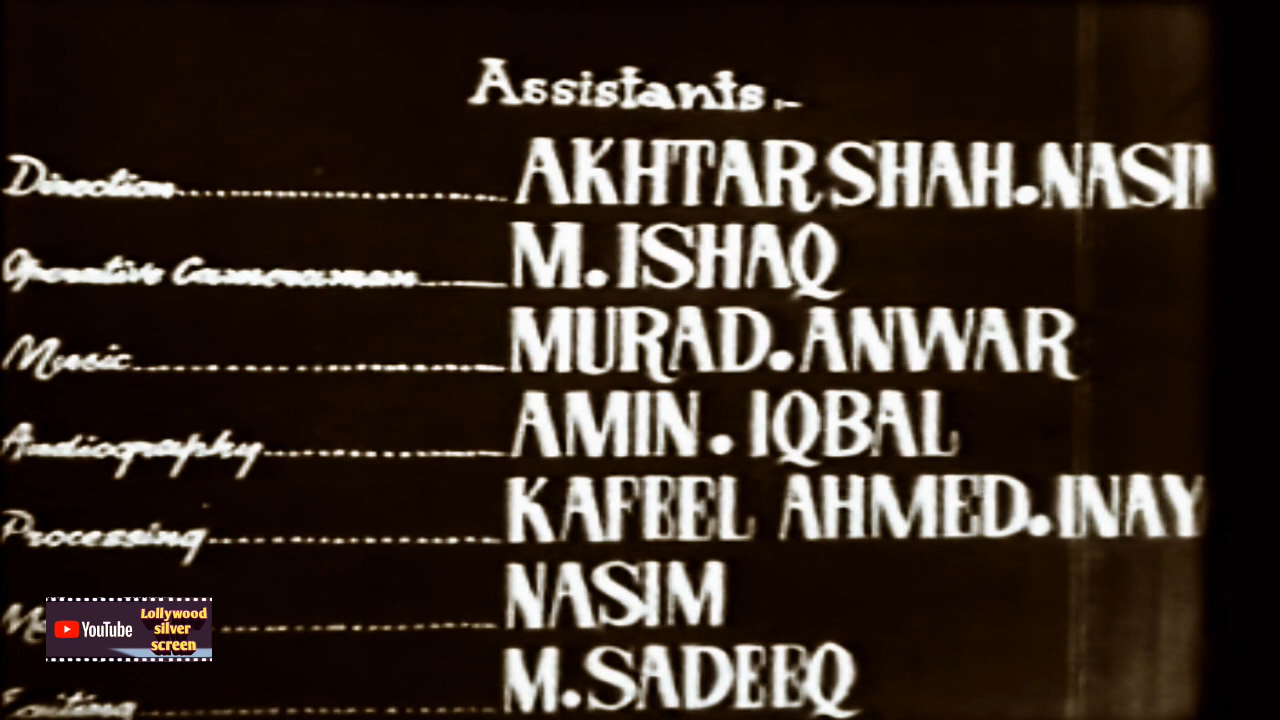 Assistants:-
Direction.................... AKHTAR SHAH. NASI
Operative Cameraman........ M. ISHAQ
Music.................... MURAD. ANWAR
Audiography.................... AMIN. IQBAL
Processing.................... KAFEEL AHMED. INAY
NASIM
M. SADEEQ
YouTube
Lollywood
silver
screen